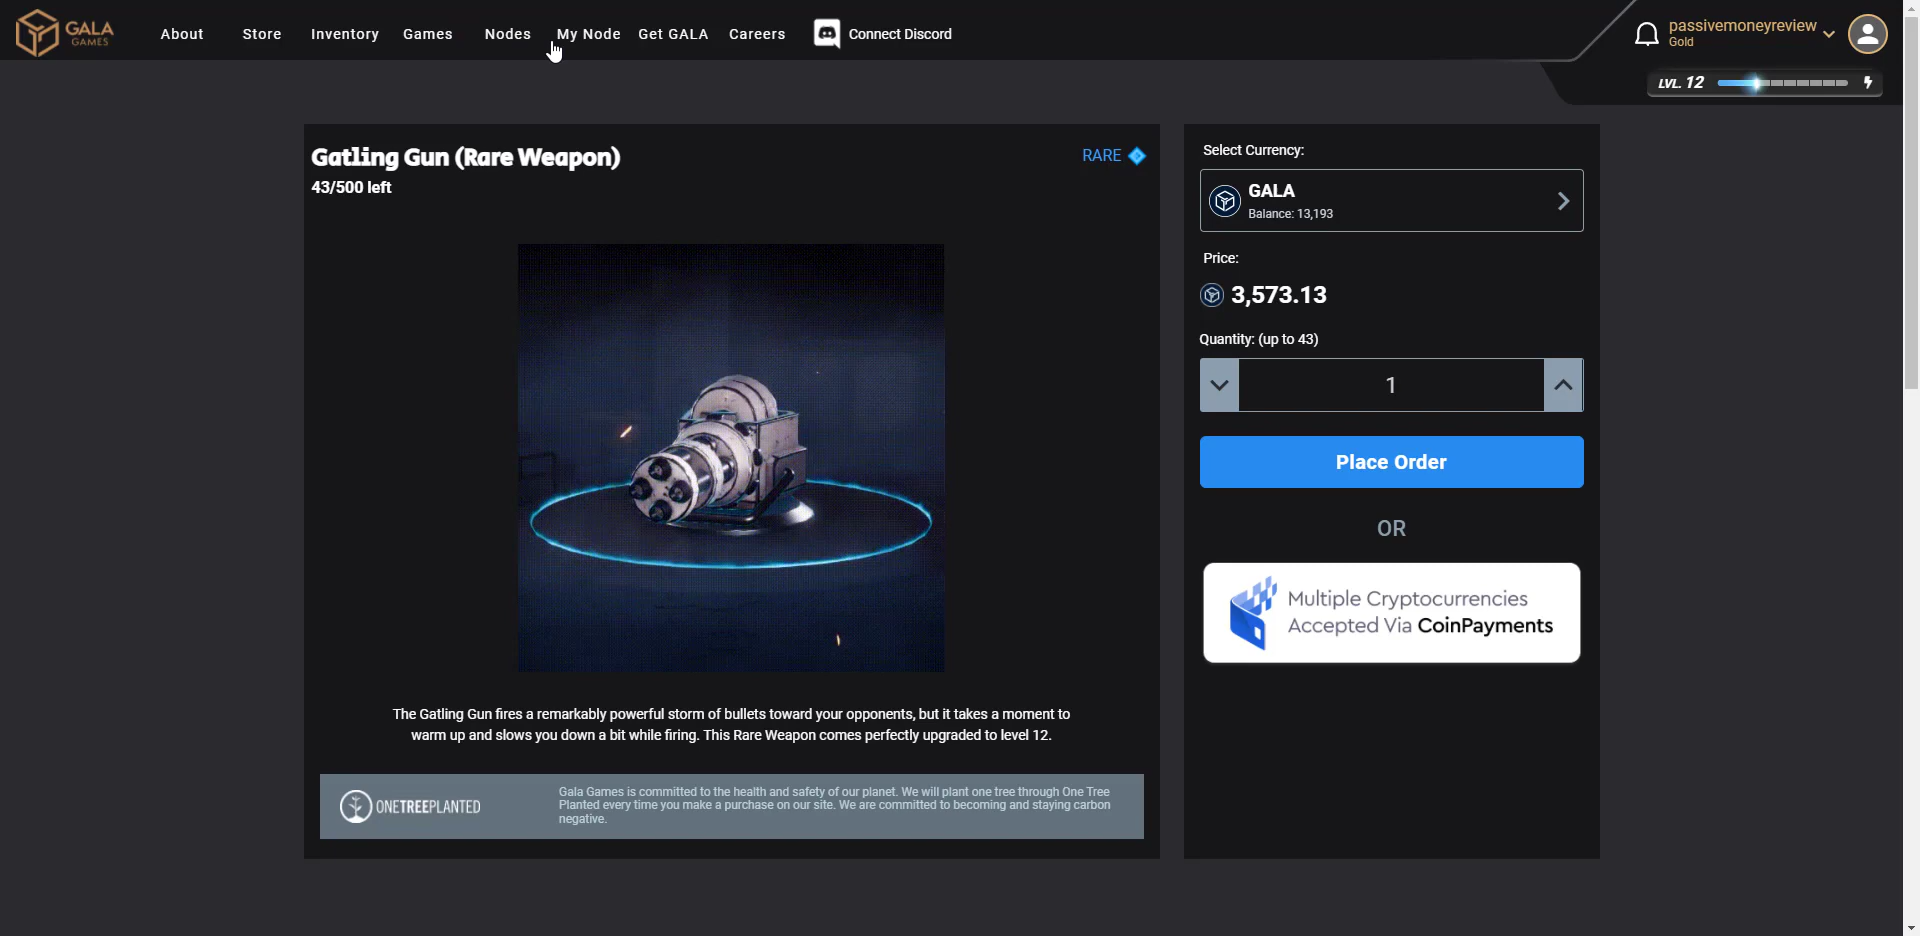 GALA
GAMES
About
Store
Inventory
Games
Nodes
My Node
Get GALA
Careers
Connect Discord
passivemoneyreview
Gold
LVL. 12
Gatling Gun (Rare Weapon)
RARE
43/500 left
The Gatling Gun fires a remarkably powerful storm of bullets toward your opponents, but it takes a moment to
warm up and slows you down a bit while firing. This Rare Weapon comes perfectly upgraded to level 12.
ONETREEPLANTED
Gala Games is committed to the health and safety of our planet. We will plant one tree through One Tree
Planted every time you make a purchase on our site. We are committed to becoming and staying carbon
negative.
Select Currency:
GALA
Balance: 13,193
Price:
3,573.13
Quantity: (up to 43)
1
Place Order
OR
Multiple Cryptocurrencies
Accepted Via CoinPayments